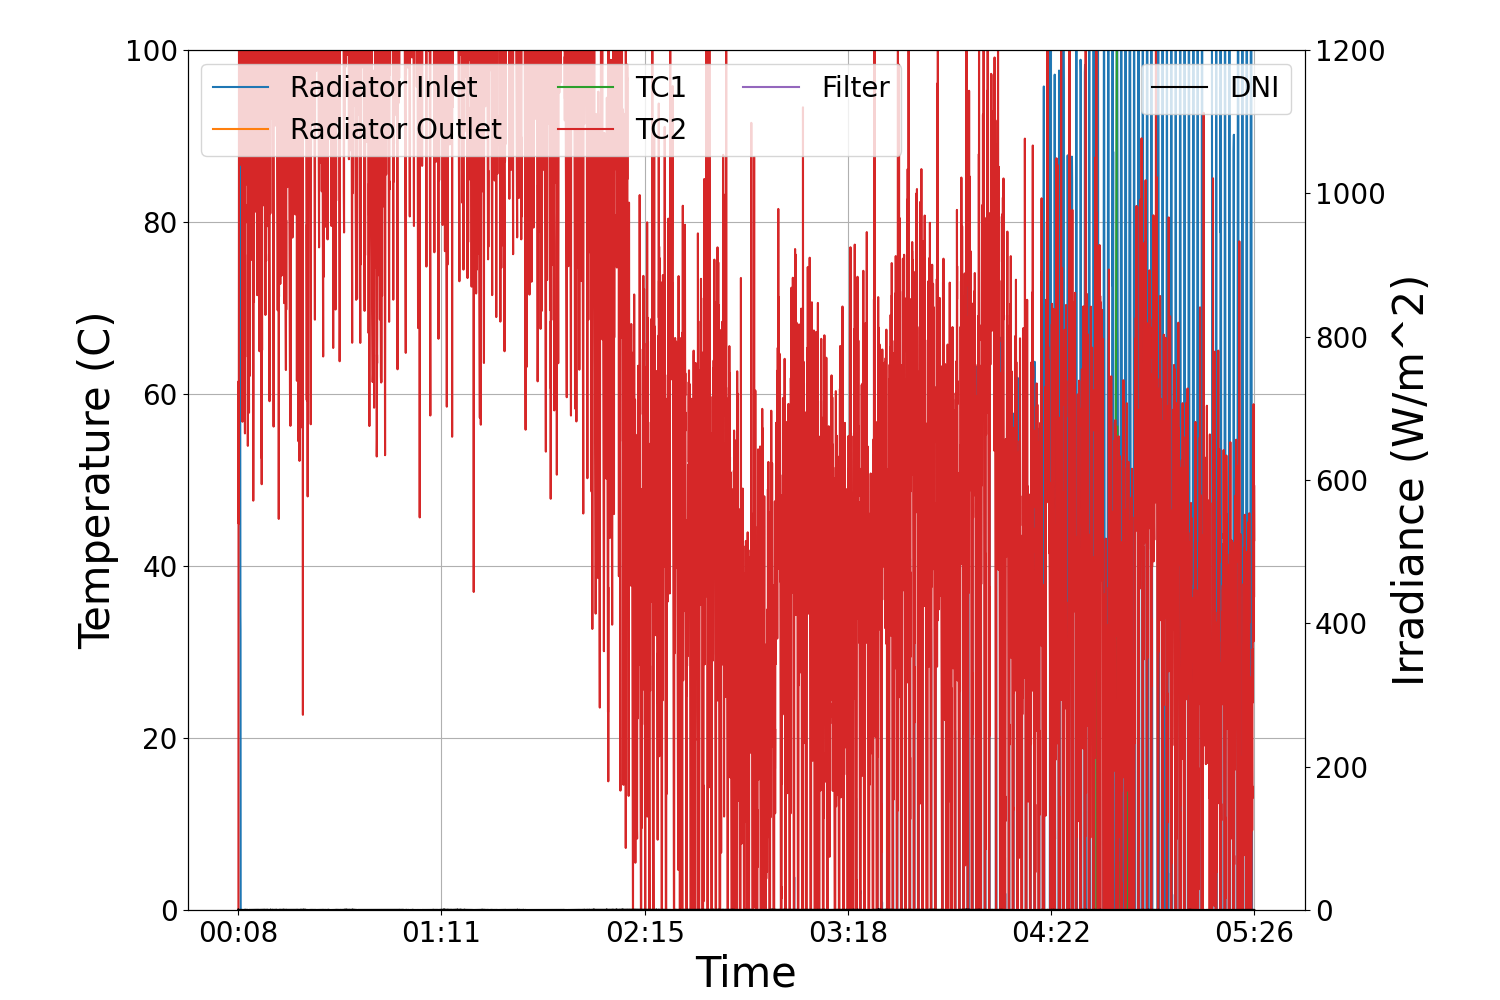 100
80
60
40
20
0
Temperature (C)
Radiator Inlet
Radiator Outlet
TC1
TC2
Filter
DNI
1200
1000
800
600
400
200
0
Irradiance (W/m^2)
00:08
01:11
02:15
03:18
04:22
05:26
Time